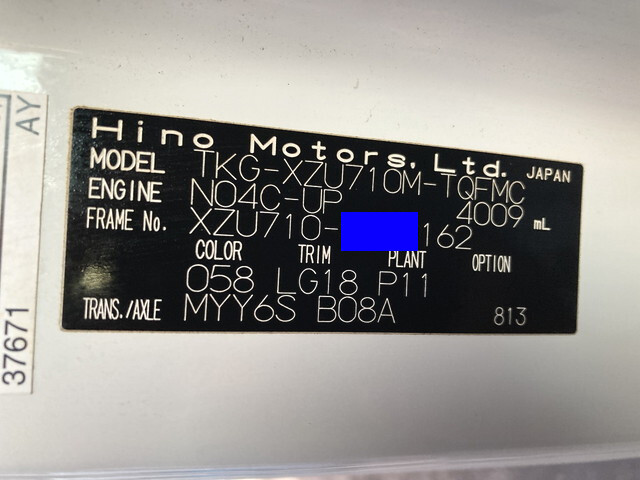 Hino Motors, Ltd. JAPAN
MODEL TKG-XZU710M-TQFMC
ENGINE N04C-UP 4009 mL
FRAME No. XZU710- 162
COLOR TRIM PLANT OPTION
058 LG18 P11
TRANS./AXLE MYY6S B08A 813
AY
37671